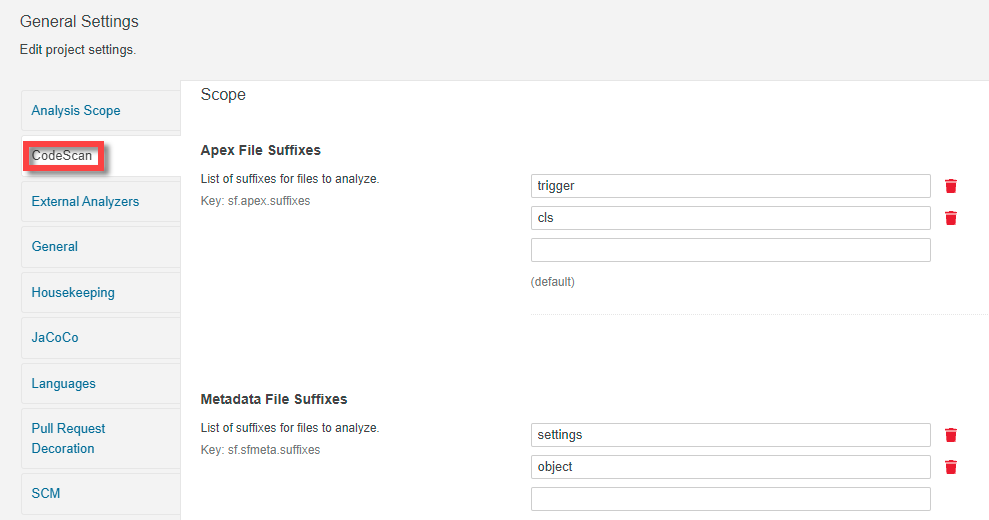 General Settings
Edit project settings.
Analysis Scope
CodeScan
External Analyzers
General
Housekeeping
JaCoCo
Languages
Pull Request
Decoration
SCM
Scope
Apex File Suffixes
List of suffixes for files to analyze.
Key: sf.apex.suffixes
trigger
cls
(default)
Metadata File Suffixes
List of suffixes for files to analyze.
Key: sf.sfmeta.suffixes
settings
object